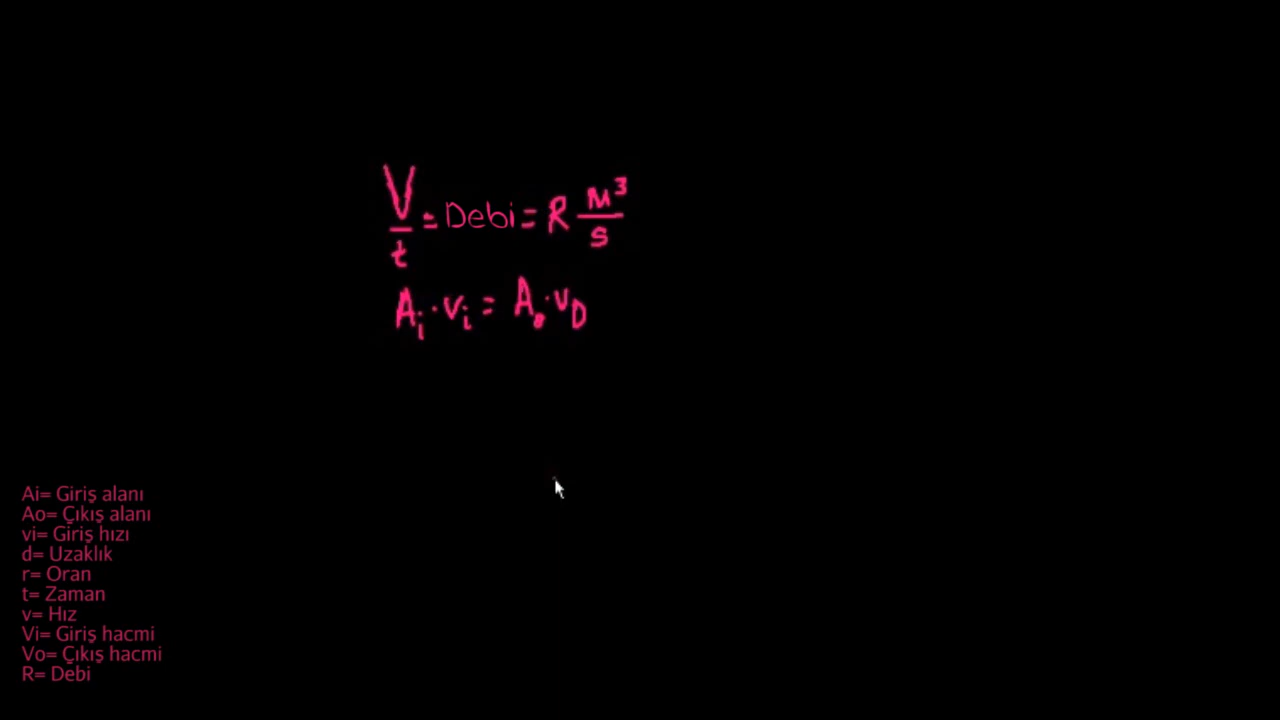 V/t = Debi = R M³/s
Aᵢ · vᵢ = Aₒ · v_D
Ai= Giriş alanı
Ao= Çıkış alanı
vi= Giriş hızı
d= Uzaklık
r= Oran
t= Zaman
v= Hız
Vi= Giriş hacmi
Vo= Çıkış hacmi
R= Debi